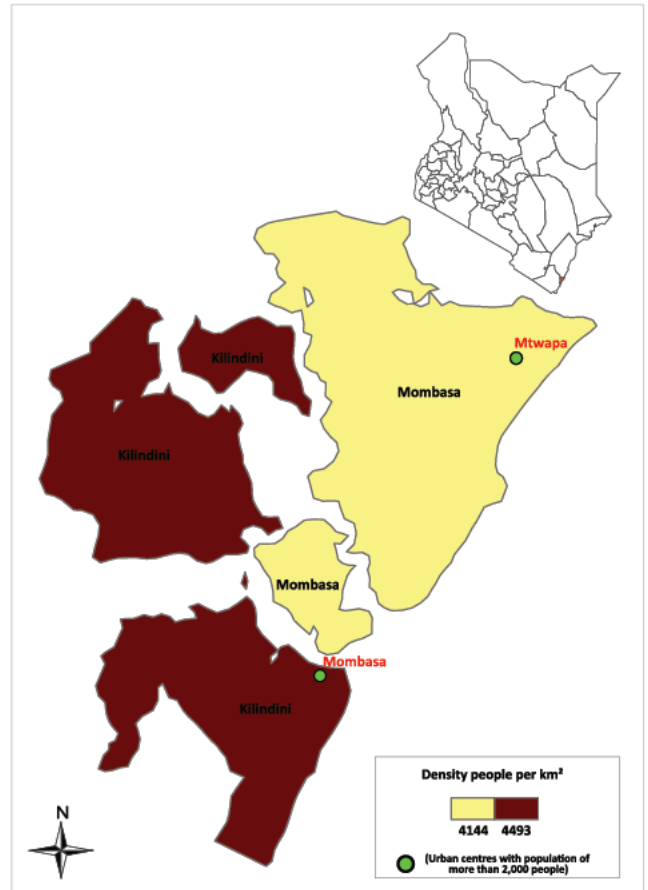 Mtwapa
Kilindini
Mombasa
Kilindini
Mombasa
Mombasa
Kilindini
Density people per km²
4144 4493
N
(Urban centres with population of
more than 2,000 people)